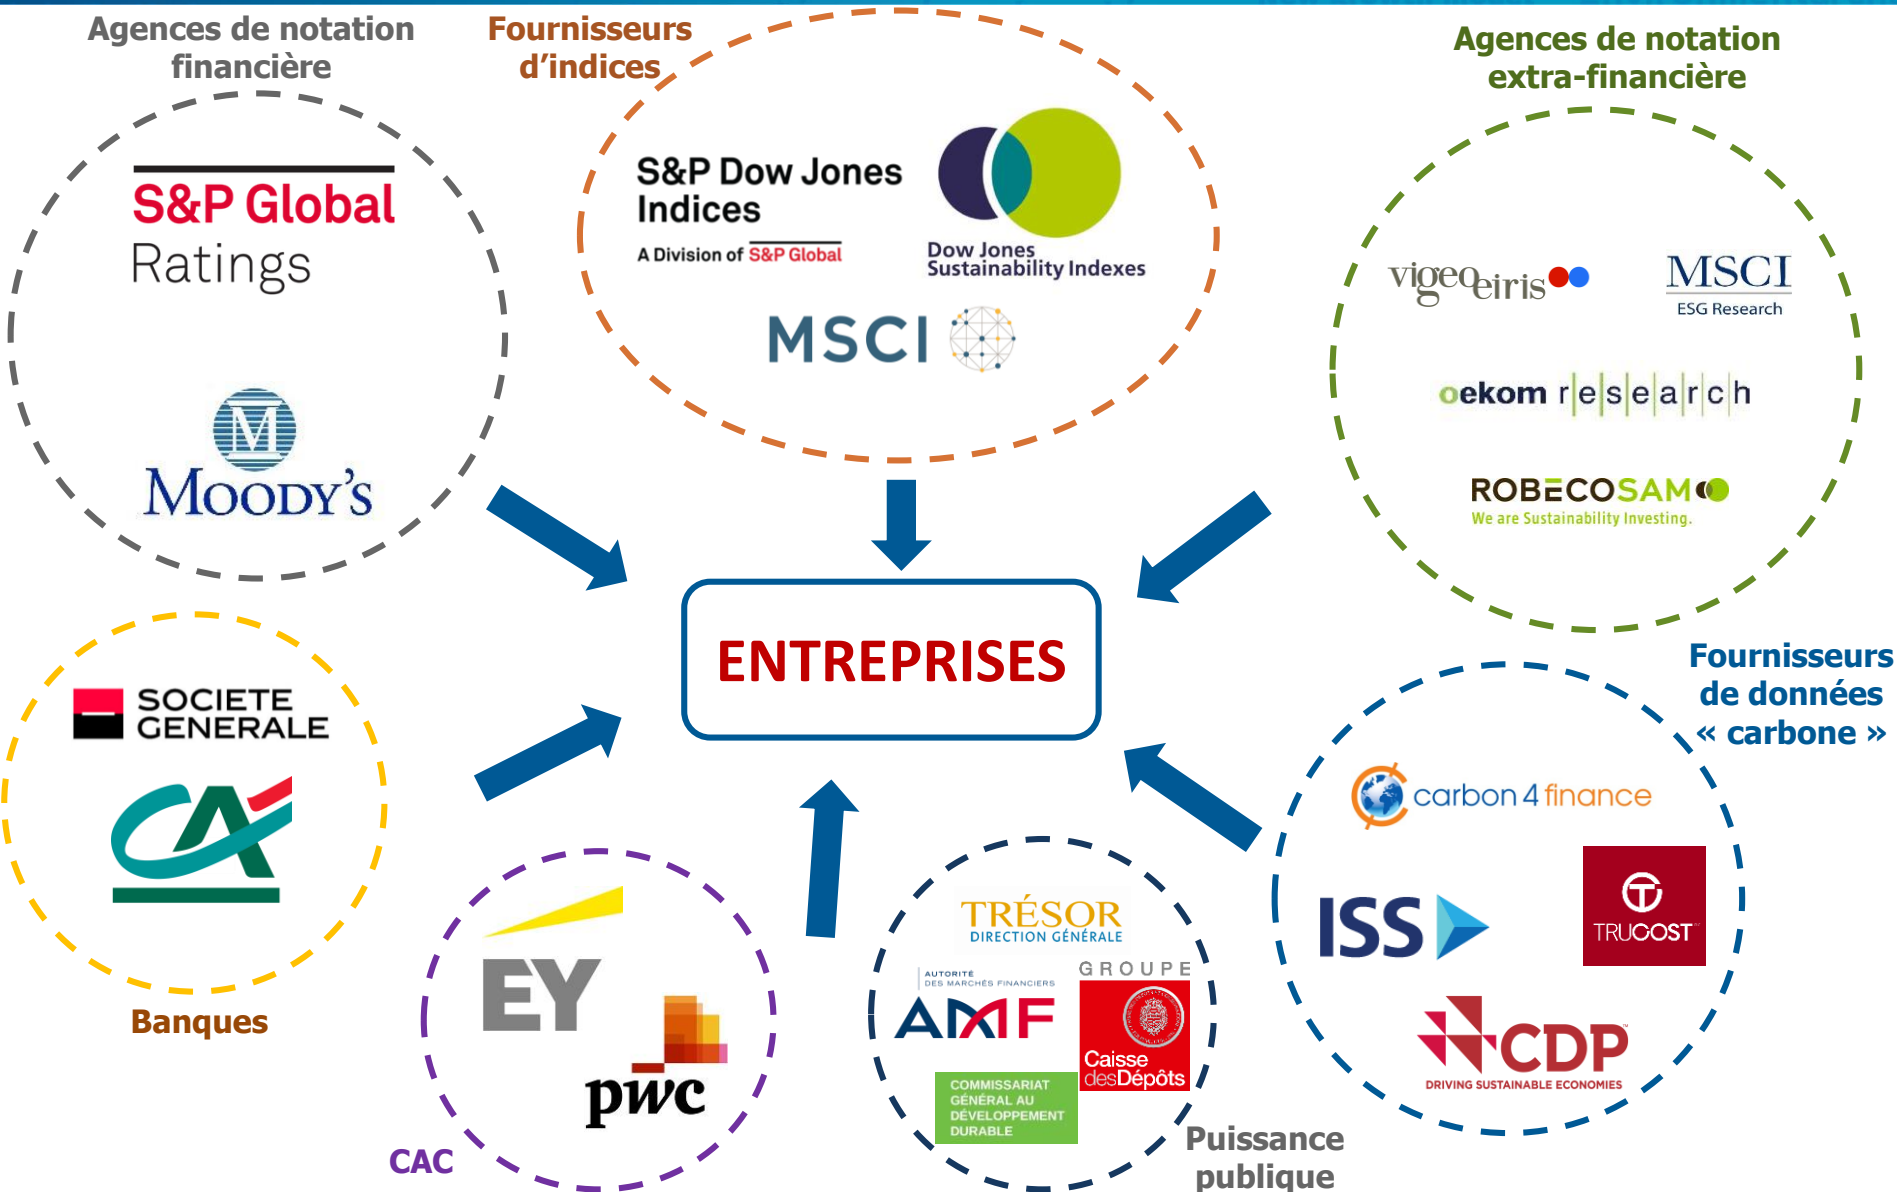 Agences de notation
financière
S&P Global
Ratings
M
MOODY'S
Fournisseurs
d'indices
S&P Dow Jones
Indices
A Division of S&P Global
Dow Jones
Sustainability Indexes
MSCI
Agences de notation
extra-financière
vigeoeiris
MSCI
ESG Research
oekom r|e|s|e|a|r|c|h
ROBECOSAM
We are Sustainability Investing.
ENTREPRISES
SOCIETE
GENERALE
CA
Banques
EY
pwc
CAC
TRÉSOR
DIRECTION GÉNÉRALE
AUTORITÉ
DES MARCHÉS FINANCIERS
AMF
GROUPE
Caisse
desDépôts
COMMISSARIAT
GÉNÉRAL AU
DÉVELOPPEMENT
DURABLE
Puissance
publique
Fournisseurs
de données
« carbone »
carbon 4 finance
ISS
TRUCOST
CDP
DRIVING SUSTAINABLE ECONOMIES